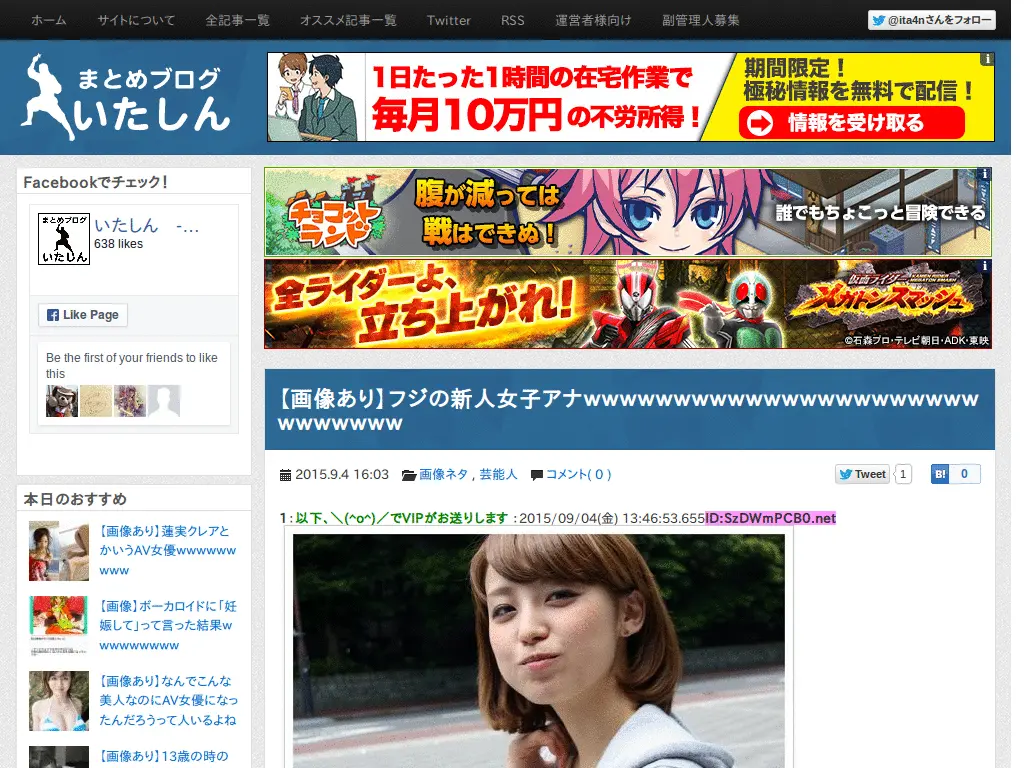 ホーム サイトについて 全記事一覧 オススメ記事一覧 Twitter RSS 運営者様向け 副管理人募集
@ita4nさんをフォロー
まとめブログ
いたしん
1日たった1時間の在宅作業で
毎月10万円の不労所得！
期間限定！
極秘情報を無料で配信！
情報を受け取る
Facebookでチェック！
まとめブログ
いたしん
いたしん　-…
638 likes
Like Page
Be the first of your friends to like
this
チョコットランド
腹が減っては
戦はできぬ！
誰でもちょこっと冒険できる
全ライダーよ、
立ち上がれ！
仮面ライダー
KAMEN RIDER
MEGATON SMASH
メガトンスマッシュ
©石森プロ・テレビ朝日・ADK・東映
【画像あり】フジの新人女子アナwwwwwwwwwwwwwwwwwwwwww
wwwwwww
2015.9.4 16:03 画像ネタ , 芸能人 コメント( 0 )
Tweet 1 B! 0
1：以下、＼(^o^)／でVIPがお送りします ：2015/09/04(金) 13:46:53.655ID:SzDWmPCB0.net
本日のおすすめ
【画像あり】蓮実クレアと
かいうAV女優wwwwww
www
【画像】ボーカロイドに「妊
娠して」って言った結果w
wwwwwwwww
【画像あり】なんでこんな
美人なのにAV女優になっ
たんだろうって人いるよね
【画像あり】13歳の時の